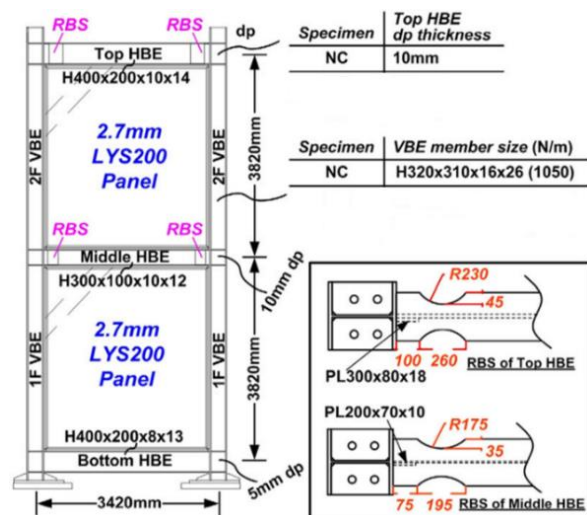 RBS
RBS
dp
Top HBE
H400x200x10x14
2.7mm
LYS200
Panel
2F VBE
2F VBE
3820mm
RBS
RBS
Middle HBE
H300x100x10x12
10mm dp
2.7mm
LYS200
Panel
1F VBE
1F VBE
3820mm
H400x200x8x13
Bottom HBE
5mm dp
3420mm
Specimen
Top HBE
dp thickness
NC
10mm
Specimen
VBE member size (N/m)
NC
H320x310x16x26 (1050)
R230
45
100
260
PL300x80x18
RBS of Top HBE
PL200x70x10
R175
35
75
195
RBS of Middle HBE